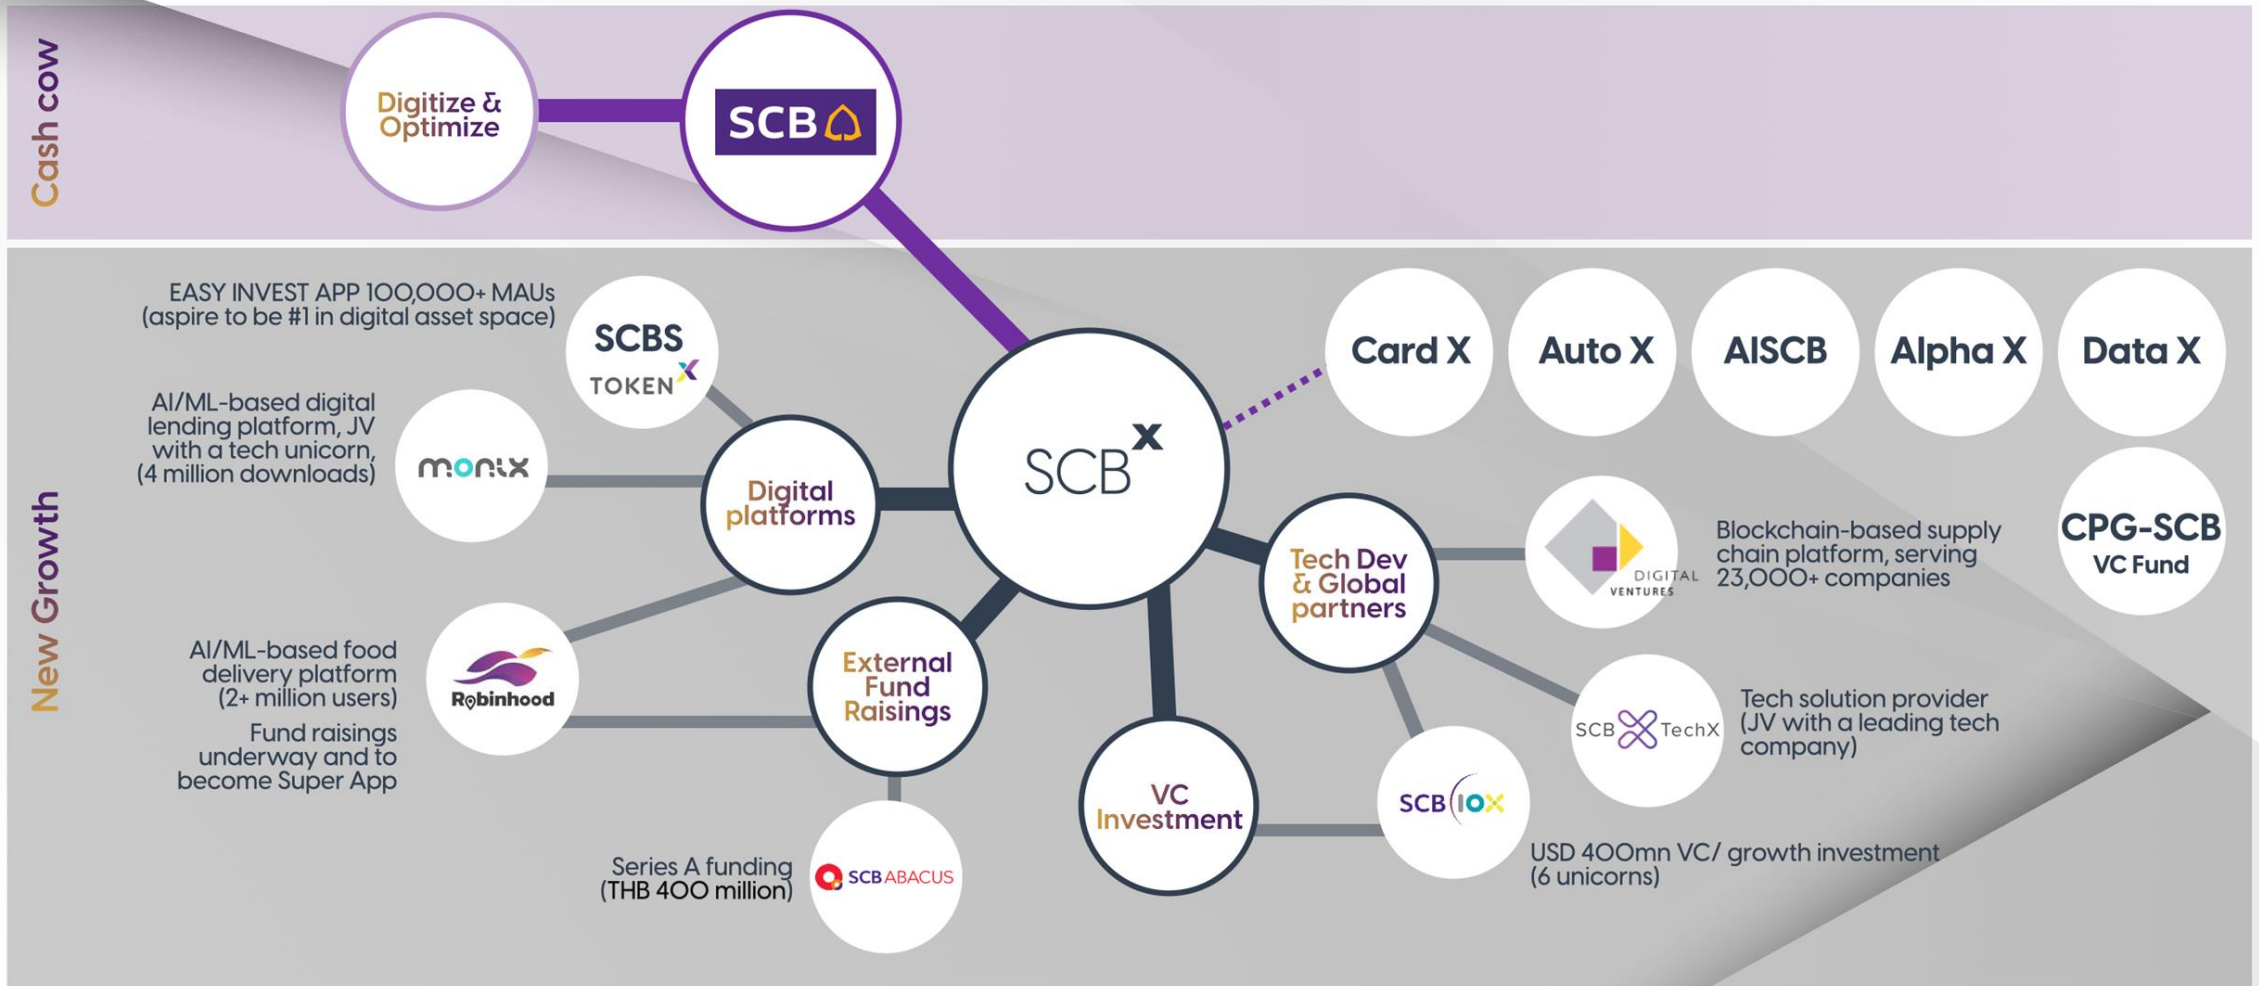 Cash cow
Digitize &
Optimize
SCB
New Growth
EASY INVEST APP 100,000+ MAUs
(aspire to be #1 in digital asset space)
SCBS
TOKEN X
AI/ML-based digital
lending platform, JV
with a tech unicorn,
(4 million downloads)
monix
Digital
platforms
SCB X
Card X
Auto X
AISCB
Alpha X
Data X
CPG-SCB
VC Fund
Tech Dev
& Global
partners
DIGITAL
VENTURES
Blockchain-based supply
chain platform, serving
23,000+ companies
AI/ML-based food
delivery platform
(2+ million users)
Fund raisings
underway and to
become Super App
Robinhood
External
Fund
Raisings
SCB TechX
Tech solution provider
(JV with a leading tech
company)
VC
Investment
SCB 10X
USD 400mn VC/ growth investment
(6 unicorns)
Series A funding
(THB 400 million)
SCB ABACUS